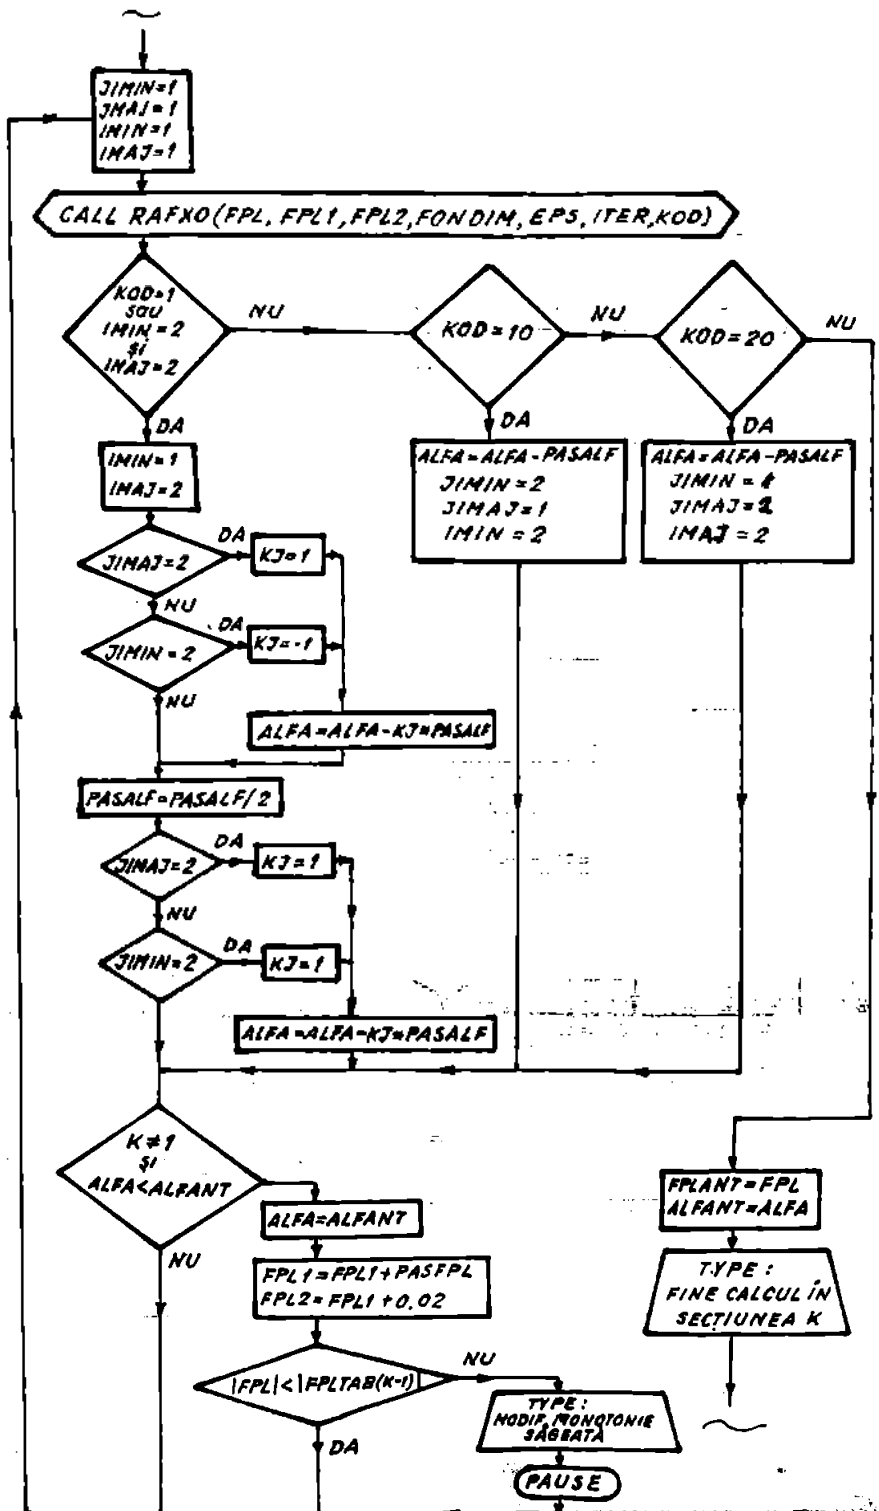 JIMIN=1
JMAJ=1
IMIN=1
IMAJ=1
CALL RAFXO(FPL, FPL1, FPL2, FONDIM, EPS, ITER, KOD)
KOD=1
sau
IMIN=2
și
IMAJ=2
NU
KOD=10
NU
KOD=20
NU
DA
DA
DA
IMIN=1
IMAJ=2
ALFA=ALFA-PASALF
JIMIN=2
JIMAJ=1
IMIN=2
ALFA=ALFA-PASALF
JIMIN=
JIMAJ=2
IMAJ=2
JIMAJ=2
DA
KJ=1
NU
JIMIN=2
DA
KJ=-1
NU
ALFA=ALFA-KJ*PASALF
PASALF=PASALF/2
JIMAJ=2
DA
KJ=1
NU
JIMIN=2
DA
KJ=1
ALFA=ALFA-KJ*PASALF
K≠1
și
ALFA<ALFANT
ALFA=ALFANT
NU
FPL1=FPL1+PASFPL
FPL2=FPL1+0,02
FPLANT=FPL
ALFANT=ALFA
TYPE:
FINE CALCUL ÎN
SECȚIUNEA K
|FPL|<|FPLTAB(K-1)|
NU
DA
TYPE:
MODIF. MONOTONIE
SĂGEATĂ
PAUSE